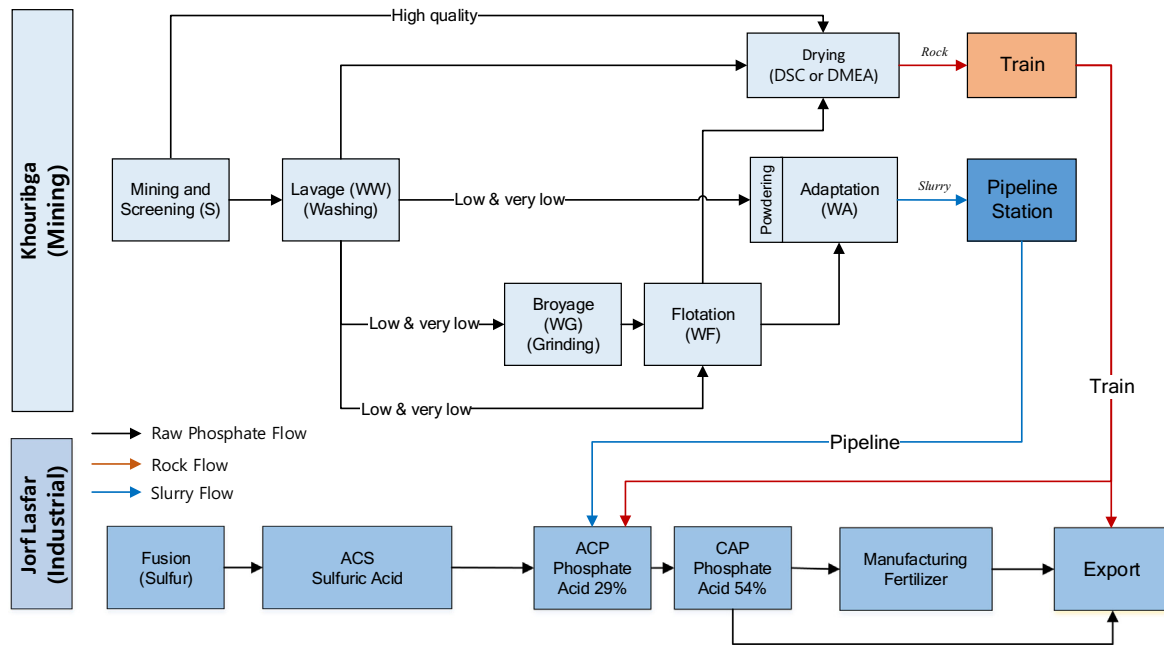 Khouribga
(Mining)
High quality
Drying
(DSC or DMEA)
Rock
Train
Mining and
Screening (S)
Lavage (WW)
(Washing)
Low & very low
Powdering
Adaptation
(WA)
Slurry
Pipeline
Station
Low & very low
Broyage
(WG)
(Grinding)
Flotation
(WF)
Low & very low
Train
Raw Phosphate Flow
Rock Flow
Slurry Flow
Pipeline
Jorf Lasfar
(Industrial)
Fusion
(Sulfur)
ACS
Sulfuric Acid
ACP
Phosphate
Acid 29%
CAP
Phosphate
Acid 54%
Manufacturing
Fertilizer
Export